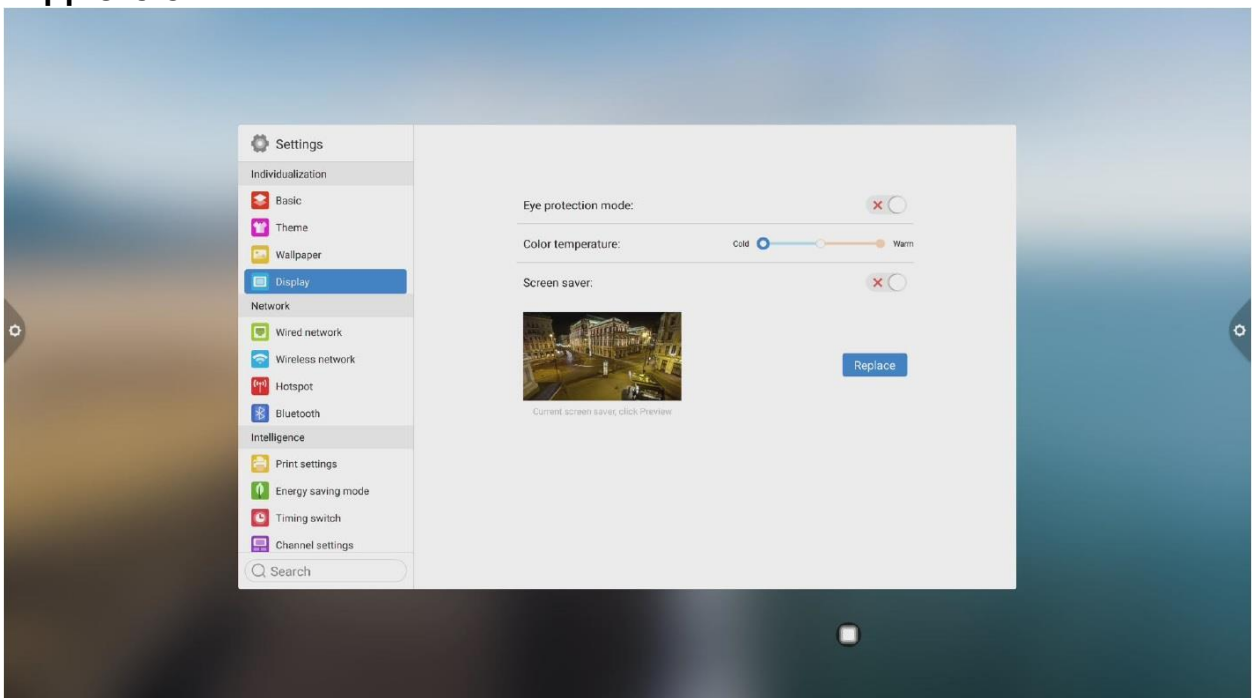 Settings
Individualization
Basic
Theme
Wallpaper
Display
Network
Wired network
Wireless network
Hotspot
Bluetooth
Intelligence
Print settings
Energy saving mode
Timing switch
Channel settings
Search
Eye protection mode:
Color temperature:
Cold
Warm
Screen saver:
Replace
Current screen saver, click Preview